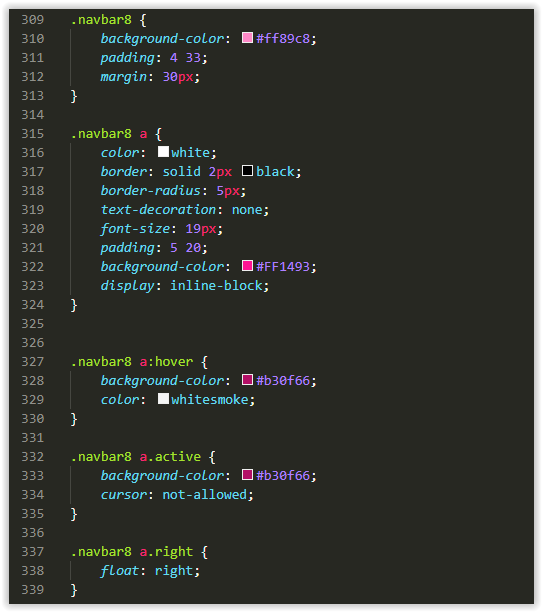 309 .navbar8 {
310     background-color: #ff89c8;
311     padding: 4 33;
312     margin: 30px;
313 }
314
315 .navbar8 a {
316     color: white;
317     border: solid 2px black;
318     border-radius: 5px;
319     text-decoration: none;
320     font-size: 19px;
321     padding: 5 20;
322     background-color: #FF1493;
323     display: inline-block;
324 }
325
326
327 .navbar8 a:hover {
328     background-color: #b30f66;
329     color: whitesmoke;
330 }
331
332 .navbar8 a.active {
333     background-color: #b30f66;
334     cursor: not-allowed;
335 }
336
337 .navbar8 a.right {
338     float: right;
339 }